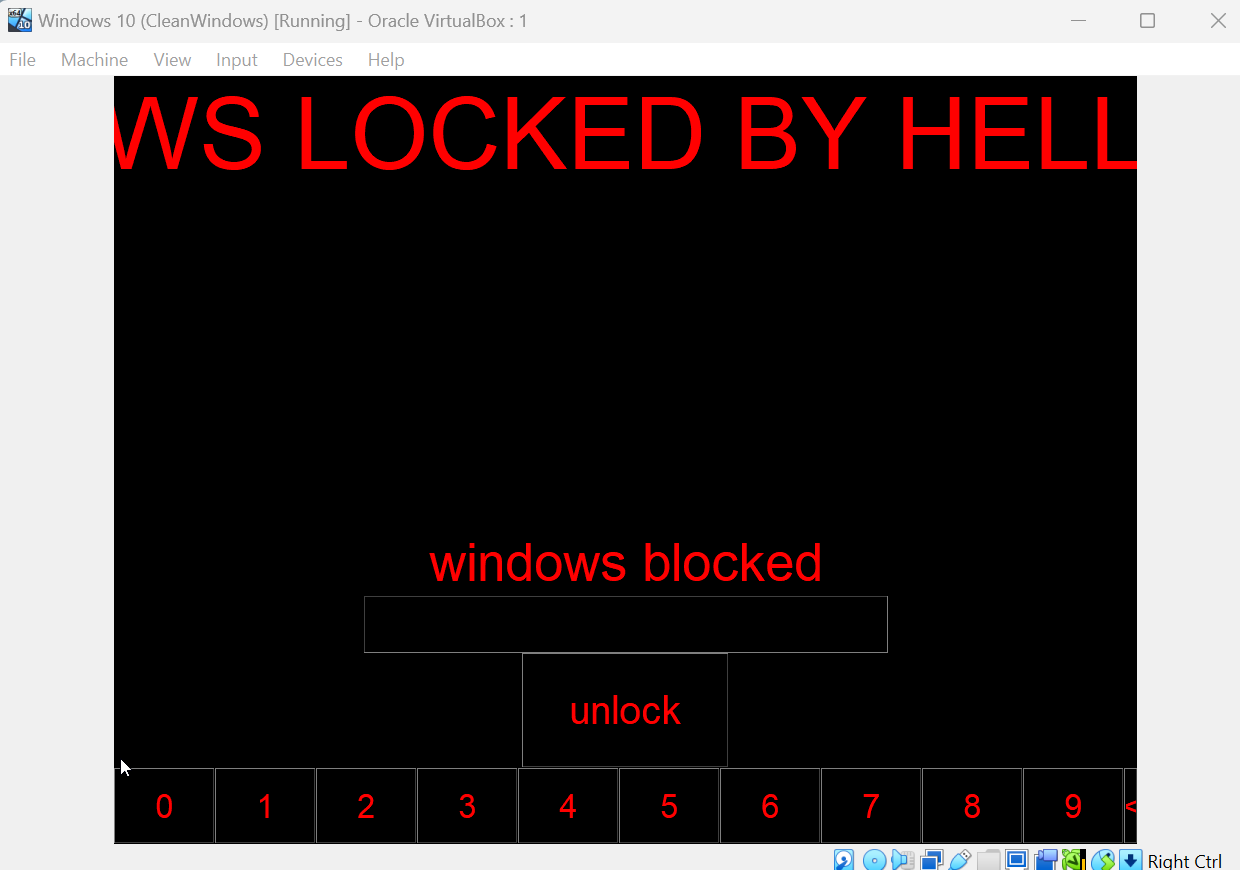 Windows 10 (CleanWindows) [Running] - Oracle VirtualBox : 1
File Machine View Input Devices Help
WS LOCKED BY HELL
windows blocked
unlock
0 1 2 3 4 5 6 7 8 9 <
Right Ctrl